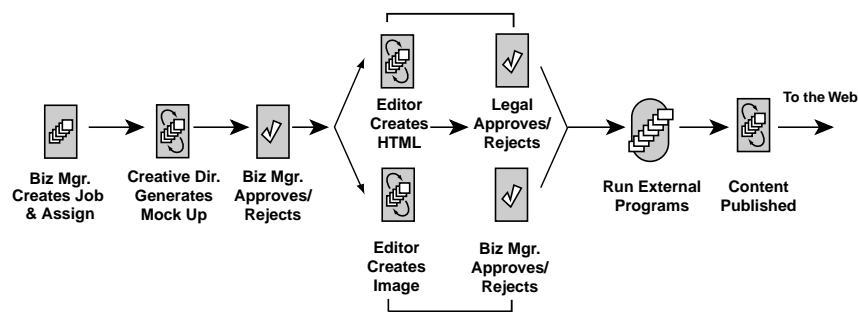 Biz Mgr.
Creates Job
& Assign
Creative Dir.
Generates
Mock Up
Biz Mgr.
Approves/
Rejects
Editor
Creates
HTML
Legal
Approves/
Rejects
Editor
Creates
Image
Biz Mgr.
Approves/
Rejects
Run External
Programs
Content
Published
To the Web